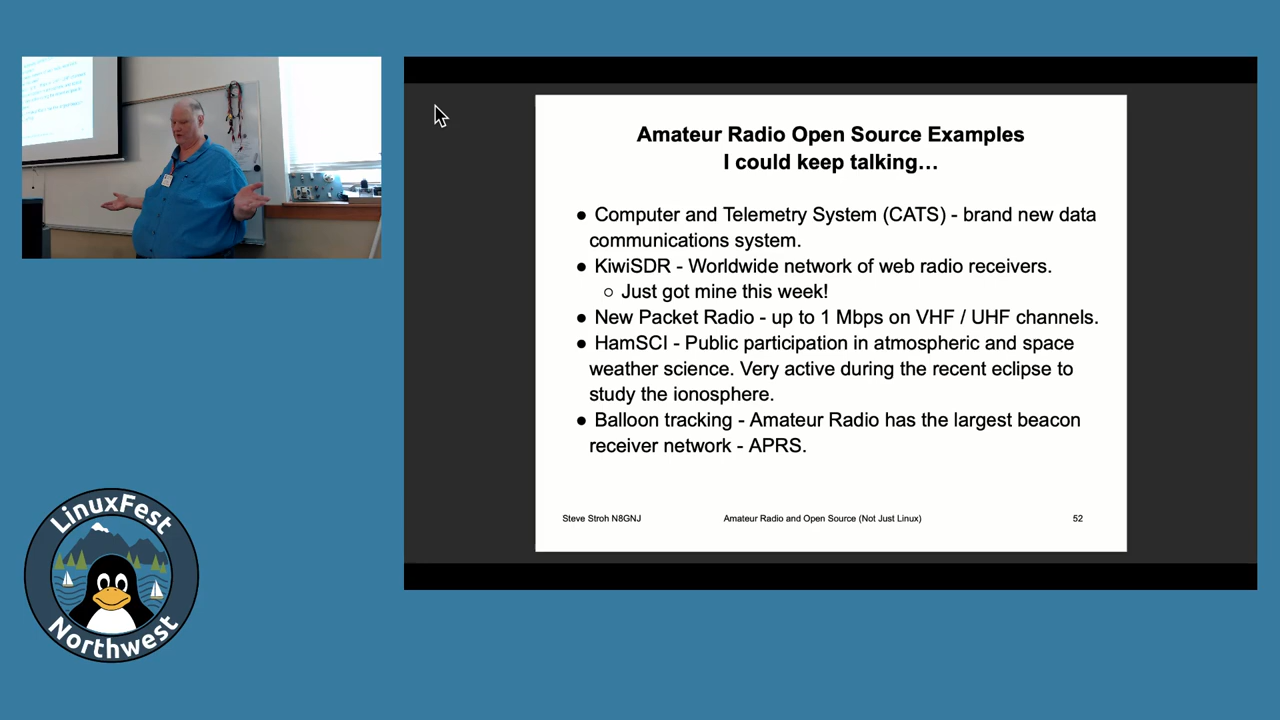 Amateur Radio Open Source Examples
I could keep talking…
● Computer and Telemetry System (CATS) - brand new data
communications system.
● KiwiSDR - Worldwide network of web radio receivers.
○ Just got mine this week!
● New Packet Radio - up to 1 Mbps on VHF / UHF channels.
● HamSCI - Public participation in atmospheric and space
weather science. Very active during the recent eclipse to
study the ionosphere.
● Balloon tracking - Amateur Radio has the largest beacon
receiver network - APRS.
Steve Stroh N8GNJ
Amateur Radio and Open Source (Not Just Linux)
52
LinuxFest
Northwest